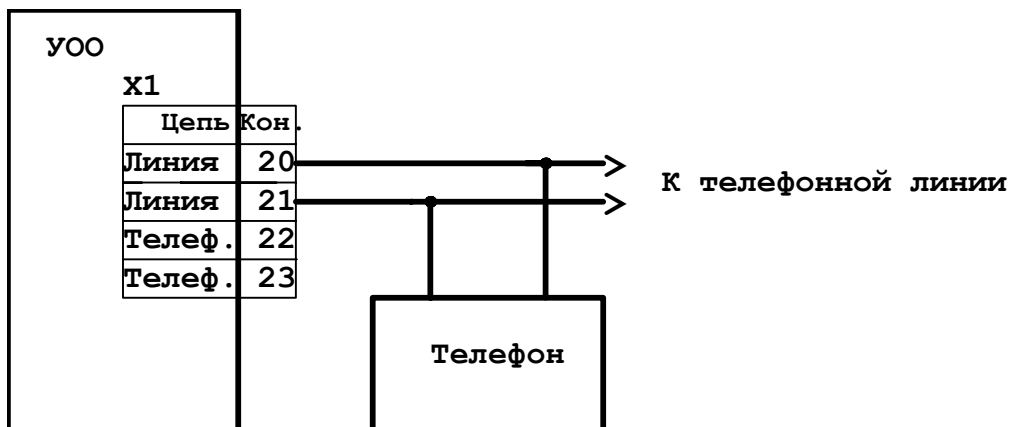 УОО
X1
Цепь Кон.
Линия 20
Линия 21
К телефонной линии
Телеф. 22
Телеф. 23
Телефон